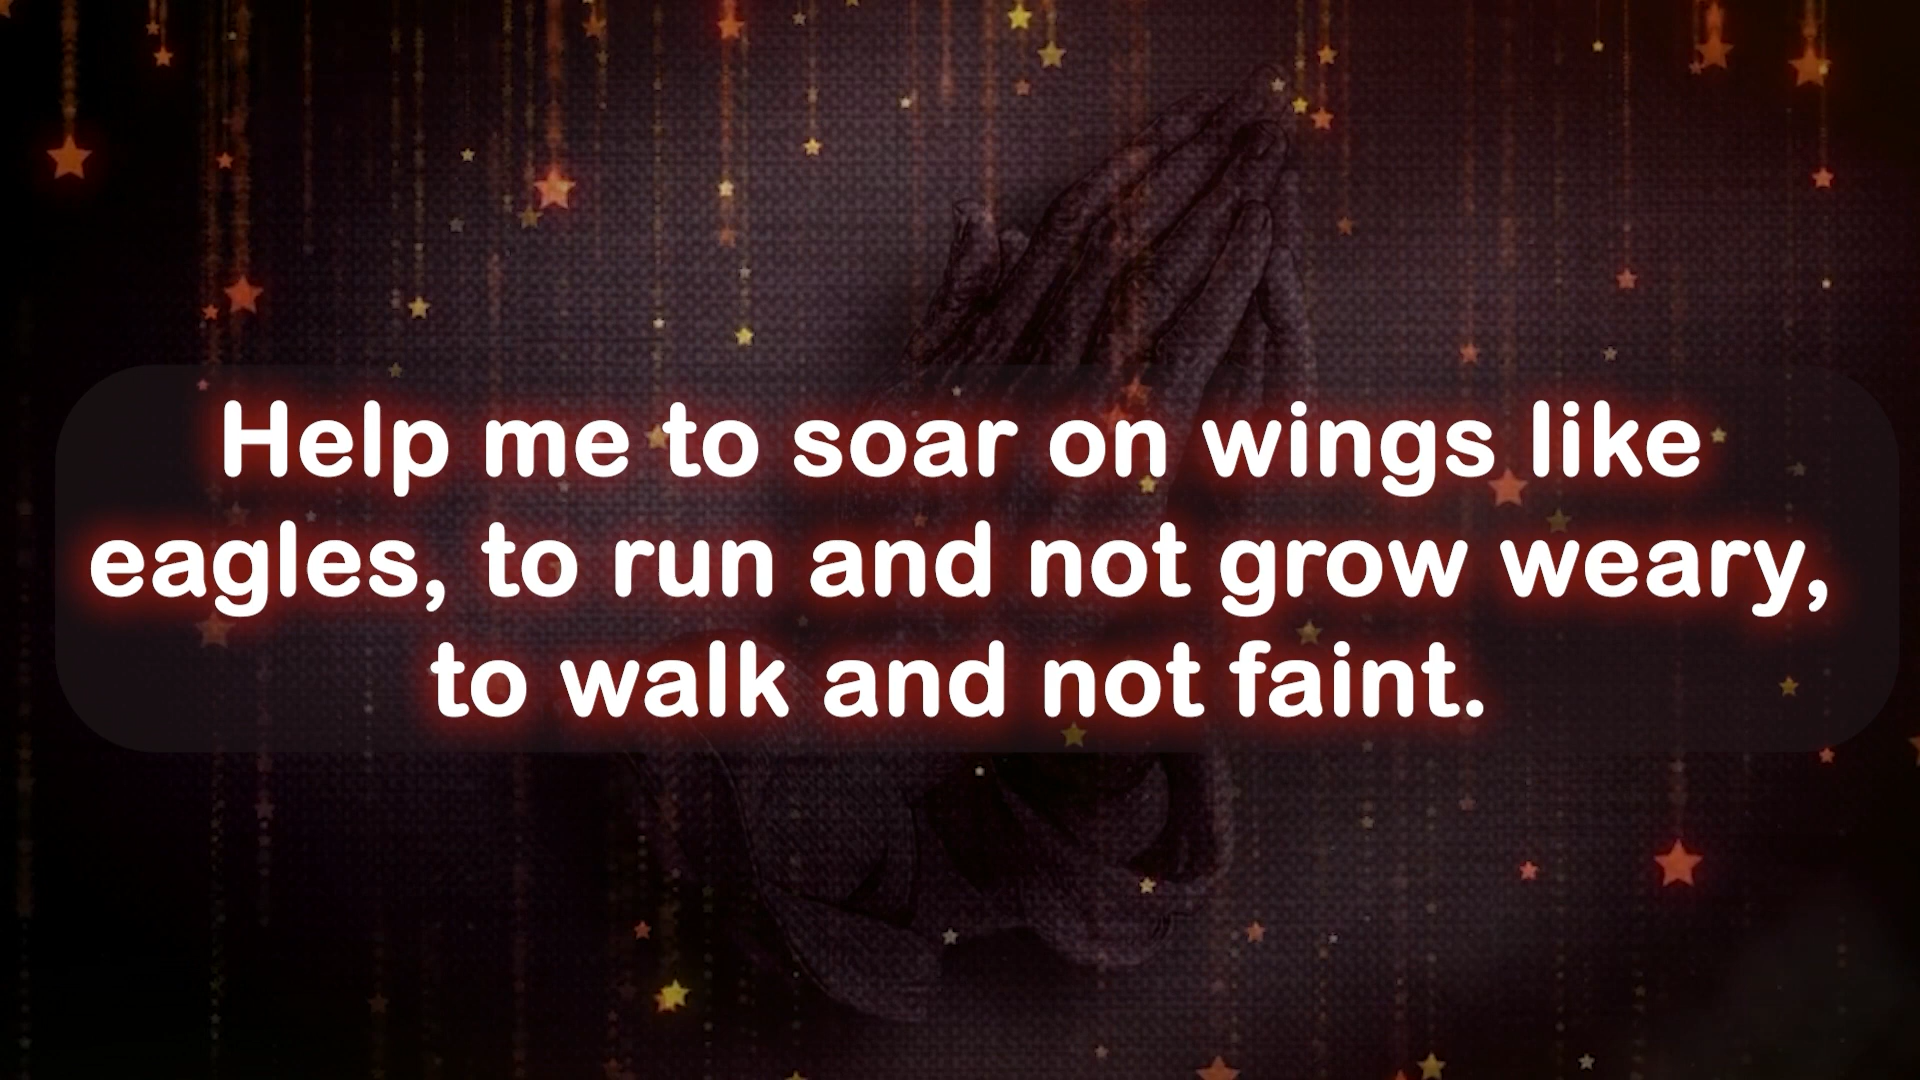 Help me to soar on wings like
eagles, to run and not grow weary,
to walk and not faint.